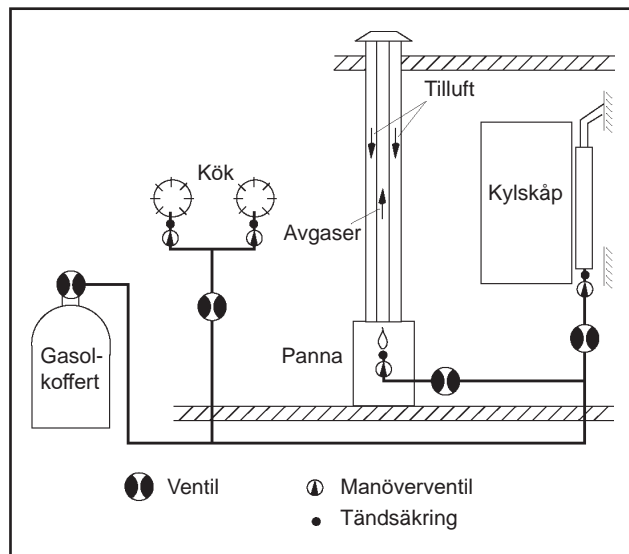 Tilluft
Kök
Kylskåp
Avgaser
Gasol-
koffert
Panna
Ventil
Manöverventil
Tändsäkring